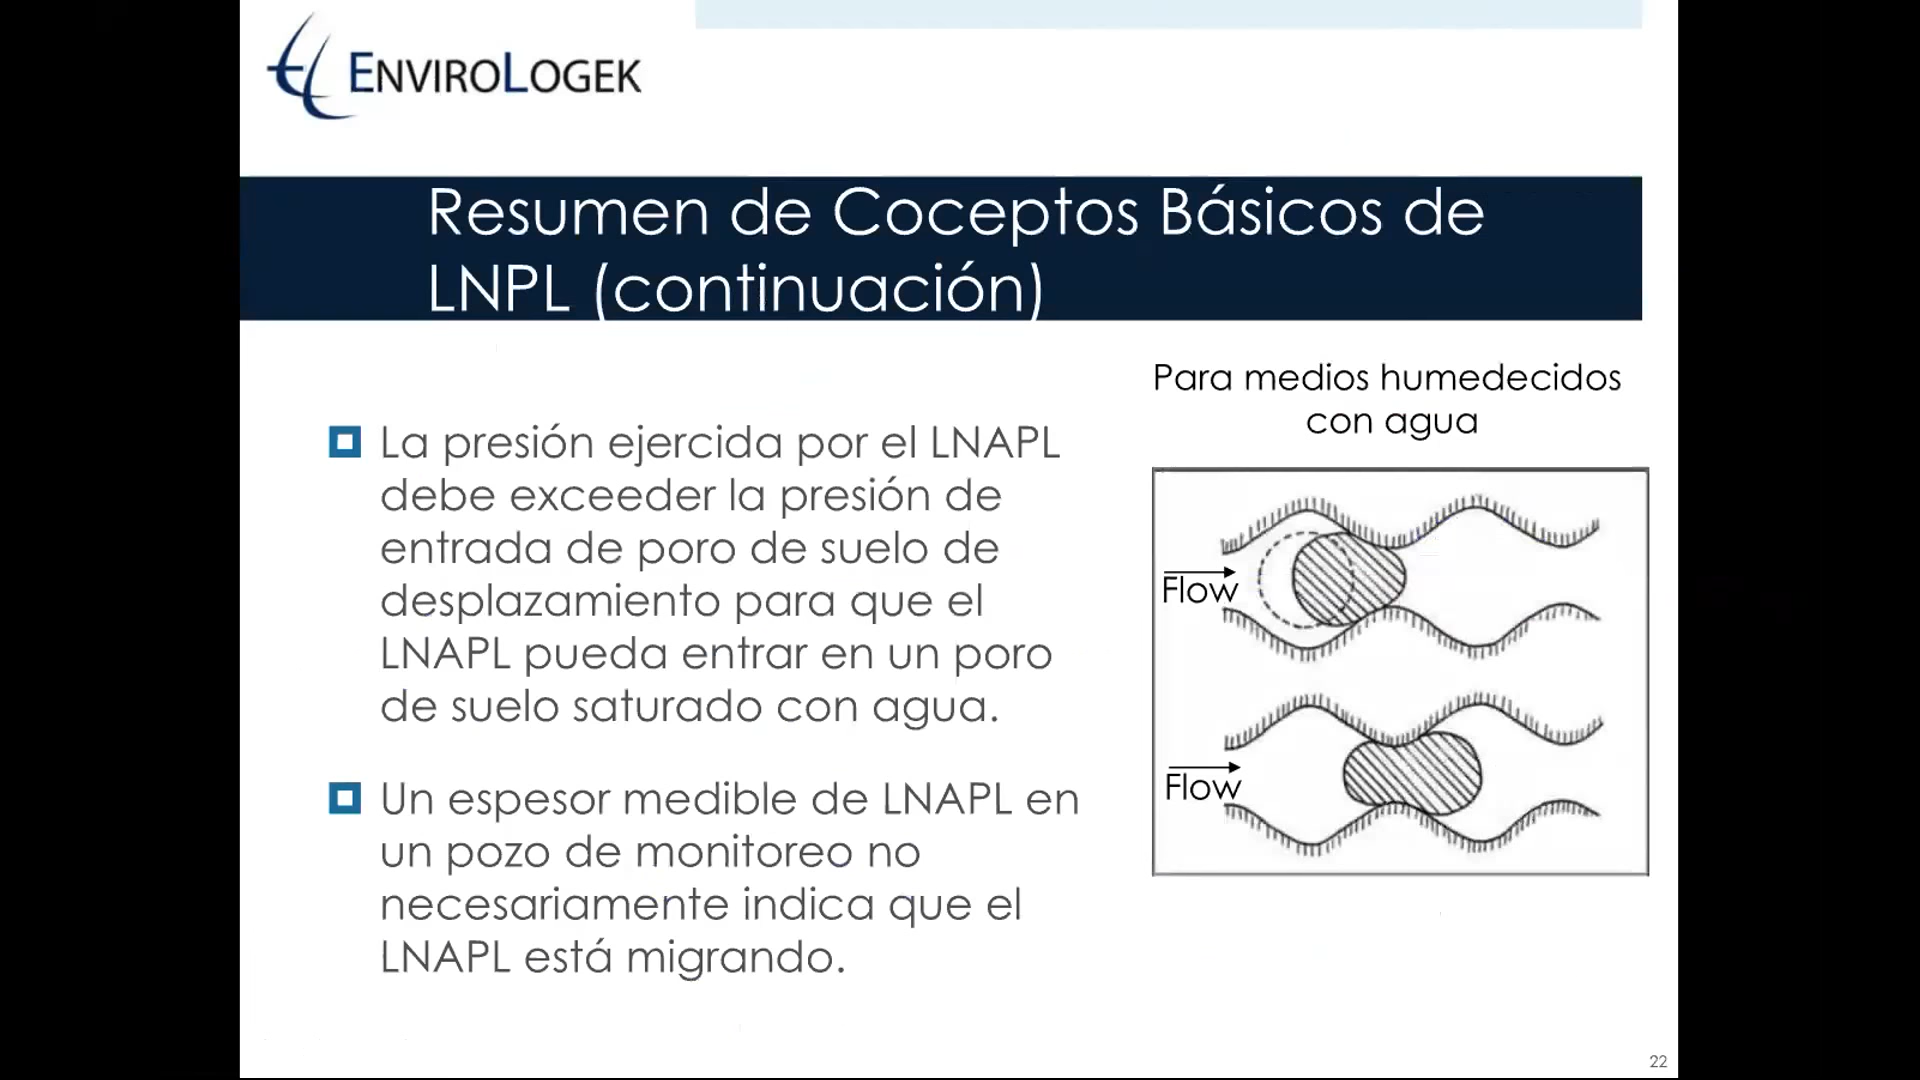 ENVIROLOGEK
Resumen de Coceptos Básicos de
LNPL (continuación)
Para medios humedecidos
con agua
La presión ejercida por el LNAPL
debe exceeder la presión de
entrada de poro de suelo de
desplazamiento para que el
LNAPL pueda entrar en un poro
de suelo saturado con agua.
Un espesor medible de LNAPL en
un pozo de monitoreo no
necesariamente indica que el
LNAPL está migrando.
Flow
Flow
22